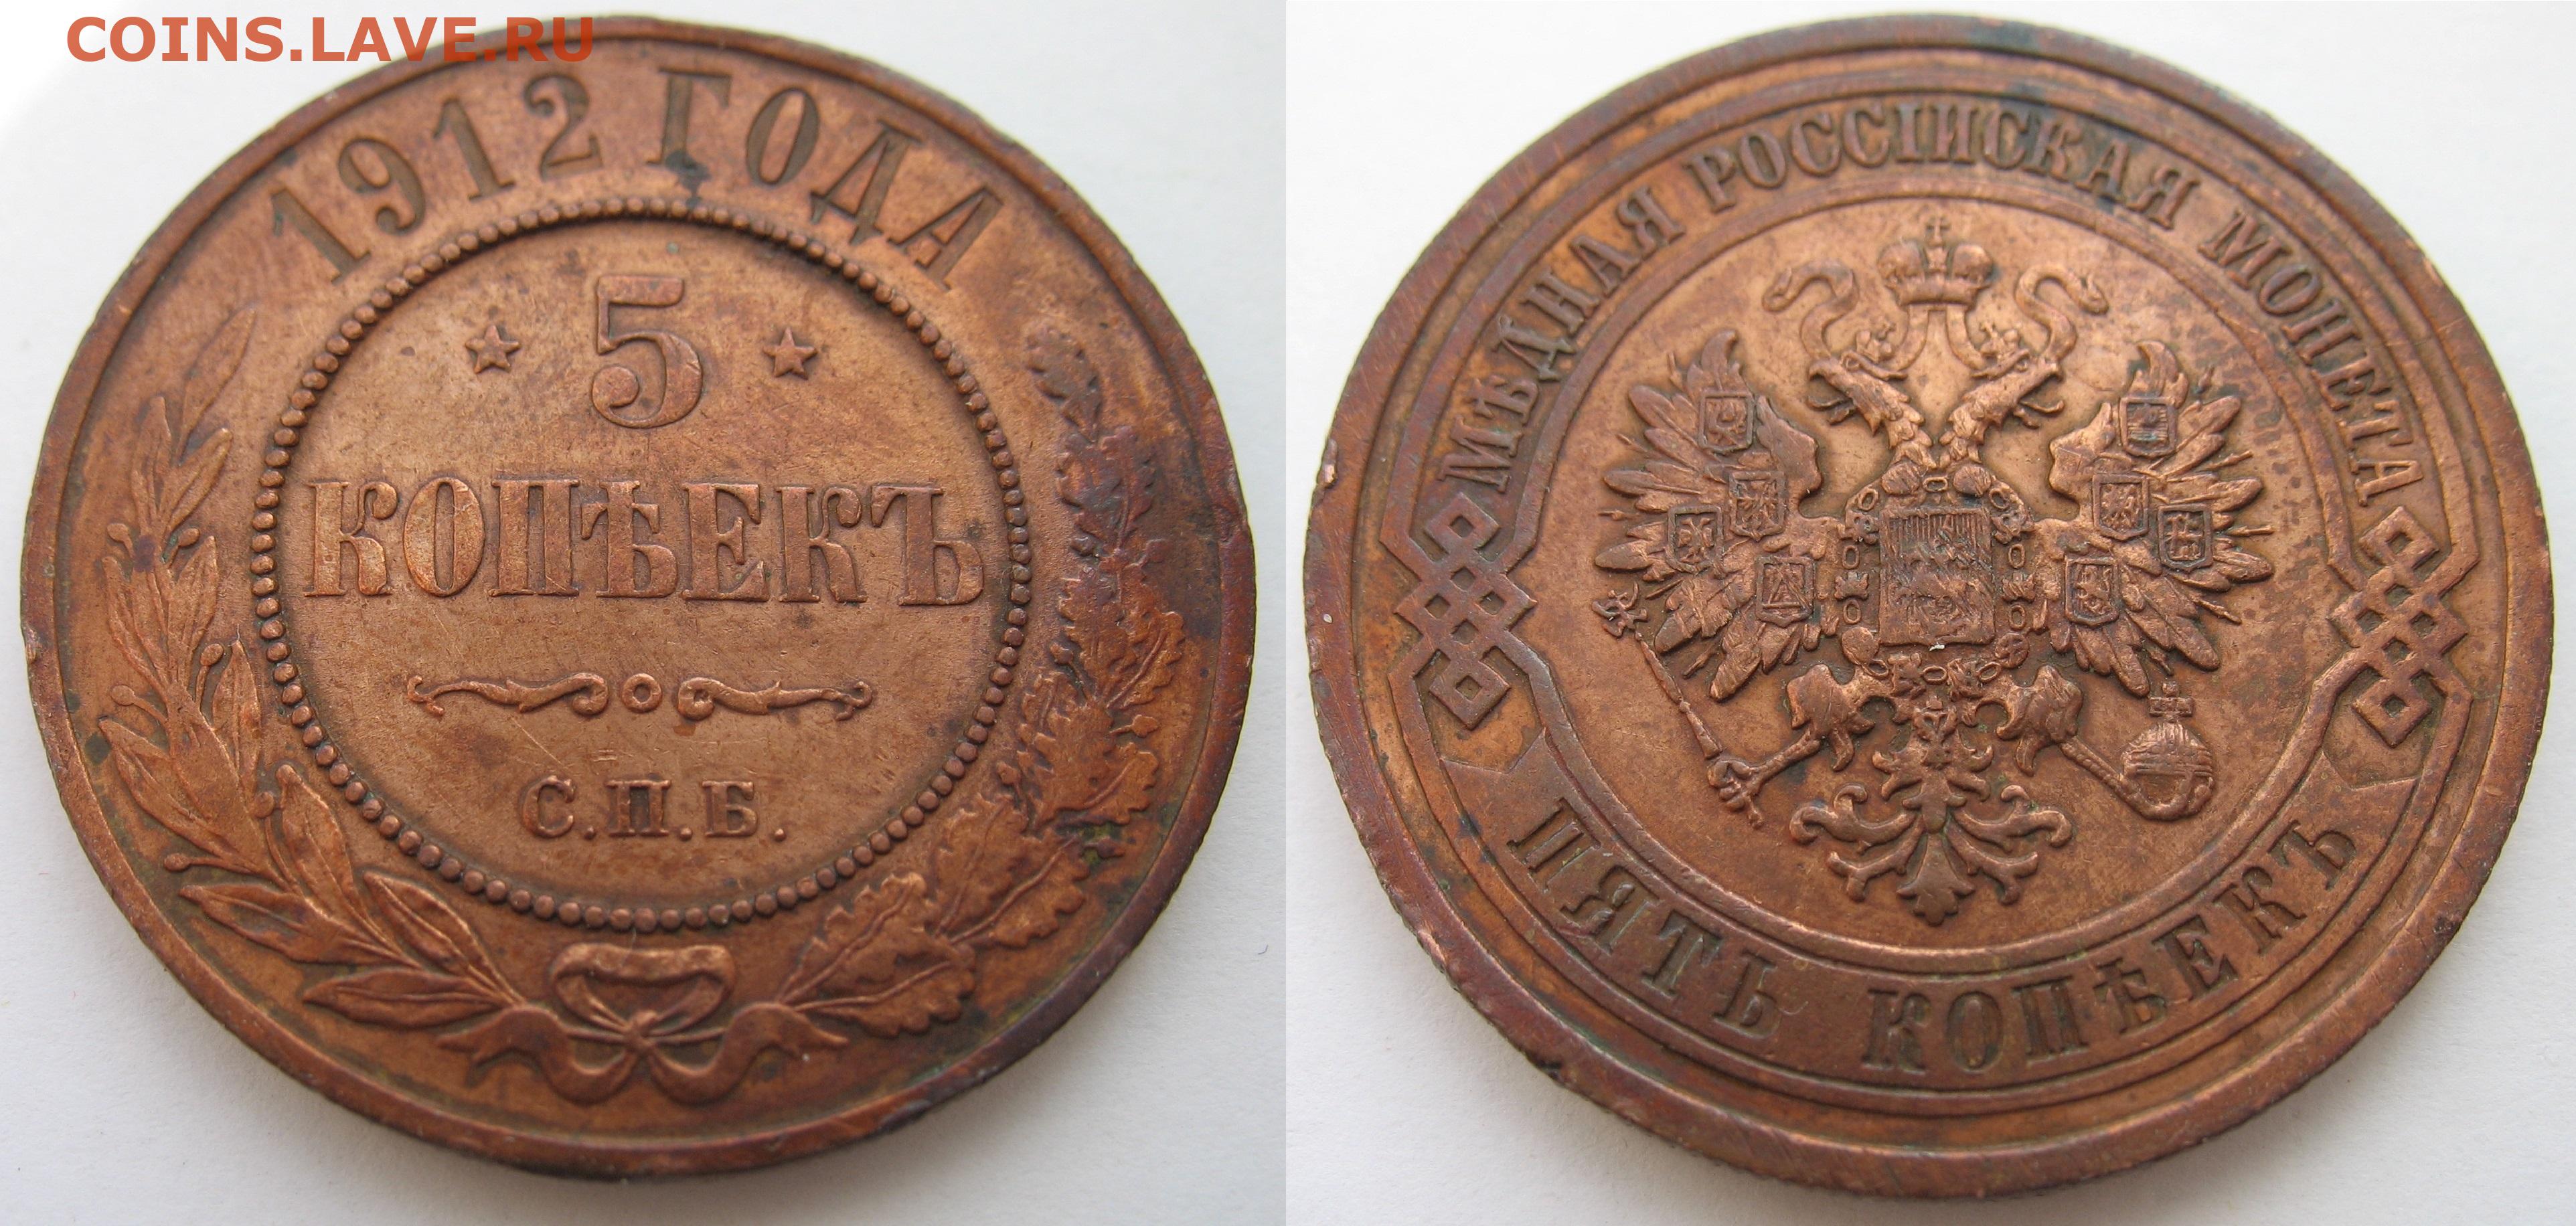 COINS.LAVE.RU
1912 ГОДА
5
КОПѢЕКЪ
С.П.Б.
МѢДНАЯ РОССІЙСКАЯ МОНЕТА
ПЯТЬ КОПѢЕКЪ